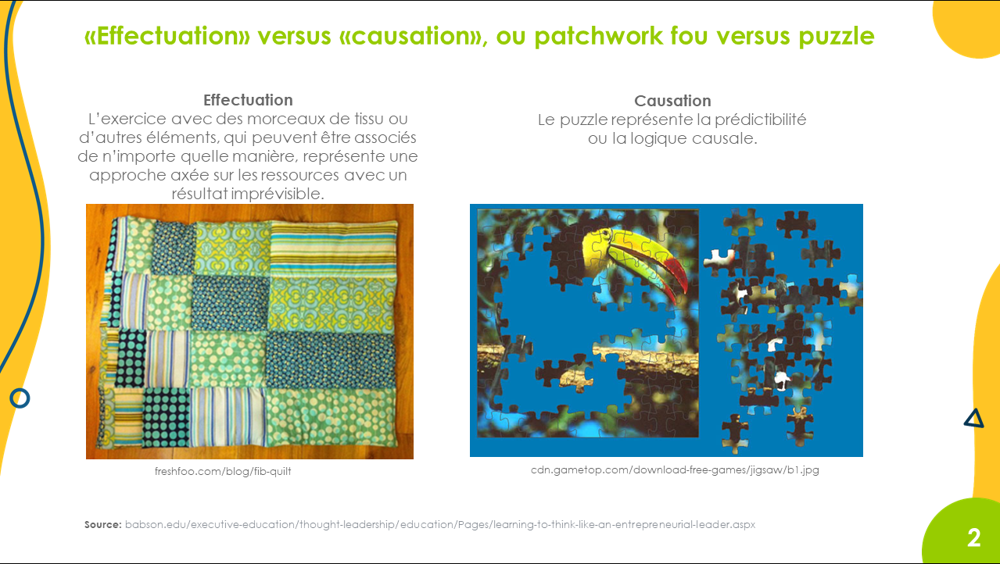 «Effectuation» versus «causation», ou patchwork fou versus puzzle
Effectuation
L’exercice avec des morceaux de tissu ou
d’autres éléments, qui peuvent être associés
de n’importe quelle manière, représente une
approche axée sur les ressources avec un
résultat imprévisible.
Causation
Le puzzle représente la prédictibilité
ou la logique causale.
freshfoo.com/blog/fib-quilt
cdn.gametop.com/download-free-games/jigsaw/b1.jpg
Source: babson.edu/executive-education/thought-leadership/education/Pages/learning-to-think-like-an-entrepreneurial-leader.aspx
2